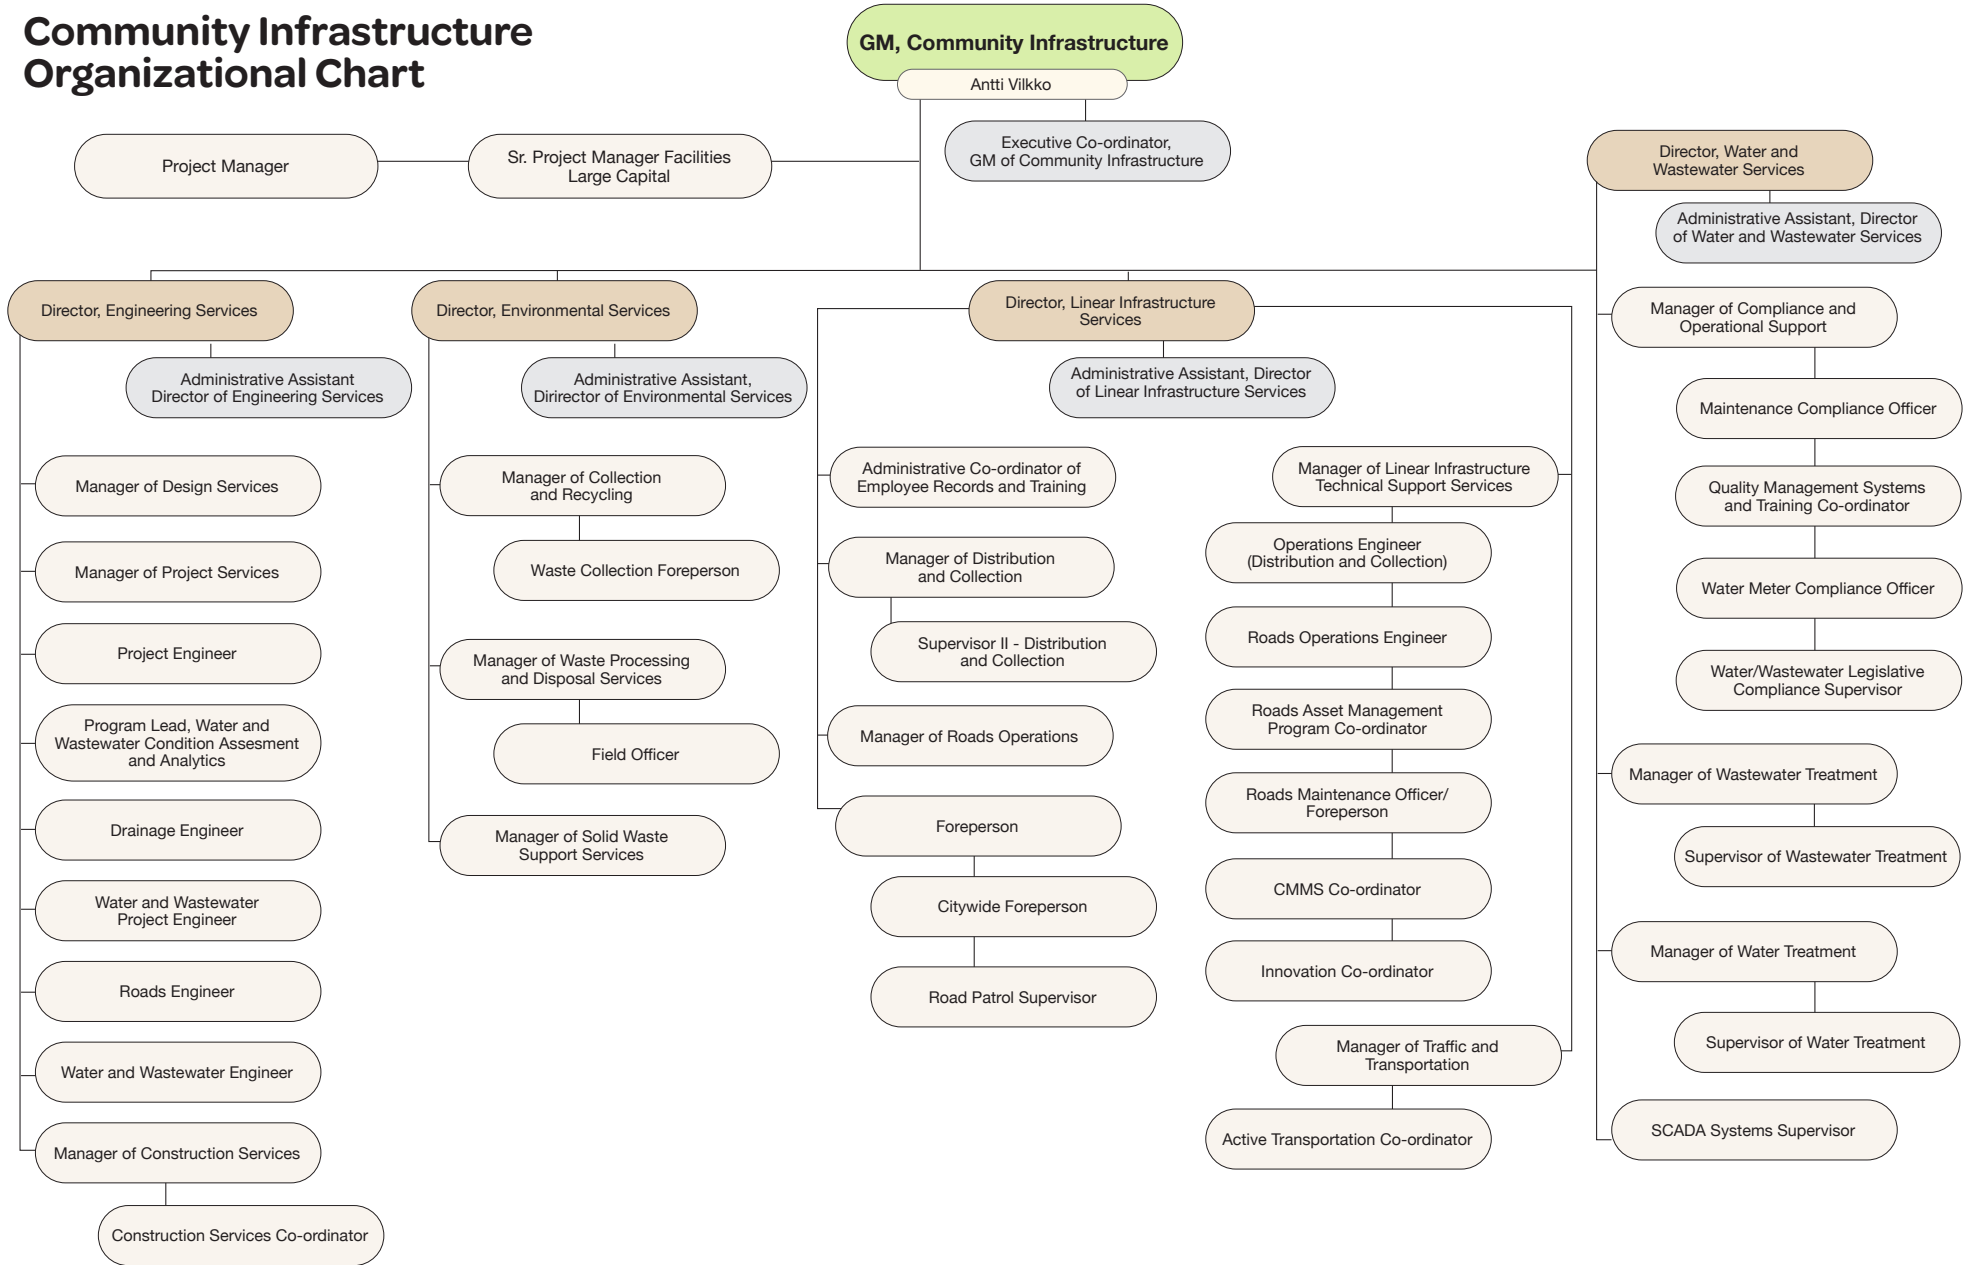 Community Infrastructure
Organizational Chart
GM, Community Infrastructure
Antti Vilkko
Executive Co-ordinator,
GM of Community Infrastructure
Project Manager
Sr. Project Manager Facilities
Large Capital
Director, Engineering Services
Administrative Assistant
Director of Engineering Services
Manager of Design Services
Manager of Project Services
Project Engineer
Program Lead, Water and
Wastewater Condition Assesment
and Analytics
Drainage Engineer
Water and Wastewater
Project Engineer
Roads Engineer
Water and Wastewater Engineer
Manager of Construction Services
Construction Services Co-ordinator
Director, Environmental Services
Administrative Assistant,
Dirirector of Environmental Services
Manager of Collection
and Recycling
Waste Collection Foreperson
Manager of Waste Processing
and Disposal Services
Field Officer
Manager of Solid Waste
Support Services
Director, Linear Infrastructure
Services
Administrative Assistant, Director
of Linear Infrastructure Services
Administrative Co-ordinator of
Employee Records and Training
Manager of Distribution
and Collection
Supervisor II - Distribution
and Collection
Manager of Roads Operations
Foreperson
Citywide Foreperson
Road Patrol Supervisor
Manager of Linear Infrastructure
Technical Support Services
Operations Engineer
(Distribution and Collection)
Roads Operations Engineer
Roads Asset Management
Program Co-ordinator
Roads Maintenance Officer/
Foreperson
CMMS Co-ordinator
Innovation Co-ordinator
Manager of Traffic and
Transportation
Active Transportation Co-ordinator
Director, Water and
Wastewater Services
Administrative Assistant, Director
of Water and Wastewater Services
Manager of Compliance and
Operational Support
Maintenance Compliance Officer
Quality Management Systems
and Training Co-ordinator
Water Meter Compliance Officer
Water/Wastewater Legislative
Compliance Supervisor
Manager of Wastewater Treatment
Supervisor of Wastewater Treatment
Manager of Water Treatment
Supervisor of Water Treatment
SCADA Systems Supervisor